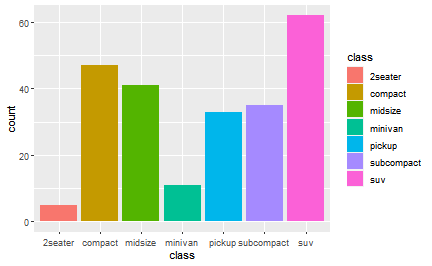 60
40
20
0
count
2seater compact midsize minivan pickup subcompact suv
class
class
2seater
compact
midsize
minivan
pickup
subcompact
suv